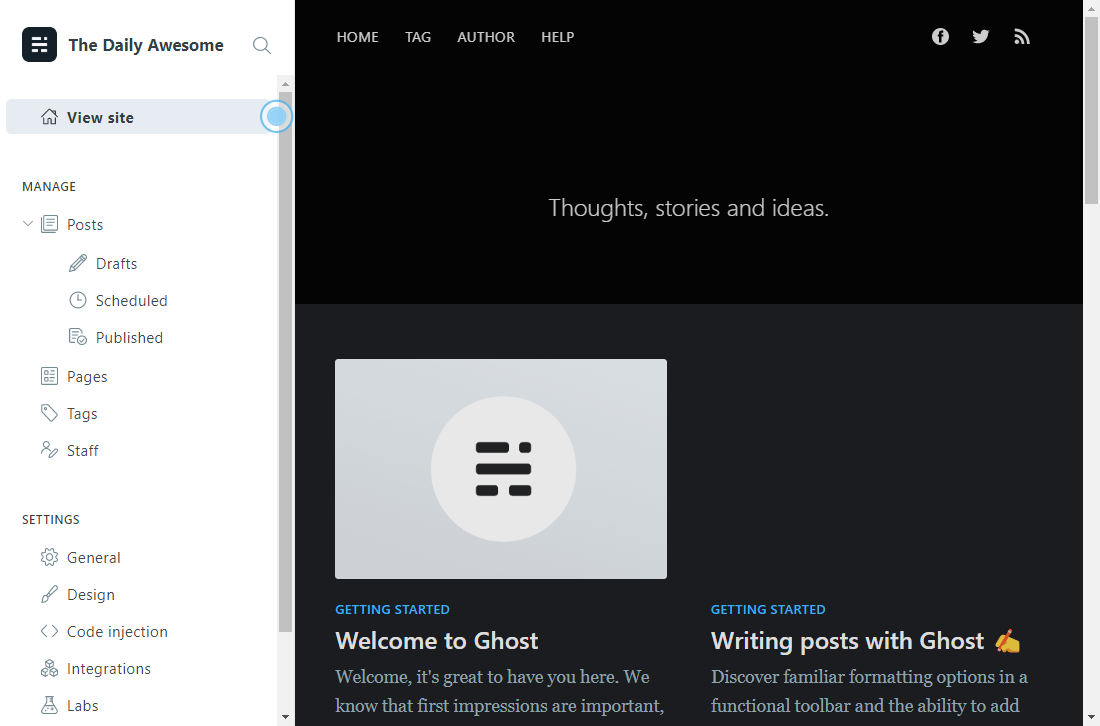 The Daily Awesome
View site
MANAGE
Posts
Drafts
Scheduled
Published
Pages
Tags
Staff
SETTINGS
General
Design
Code injection
Integrations
Labs
HOME TAG AUTHOR HELP
Thoughts, stories and ideas.
GETTING STARTED
Welcome to Ghost
Welcome, it's great to have you here. We
know that first impressions are important,
GETTING STARTED
Writing posts with Ghost ✍️
Discover familiar formatting options in a
functional toolbar and the ability to add